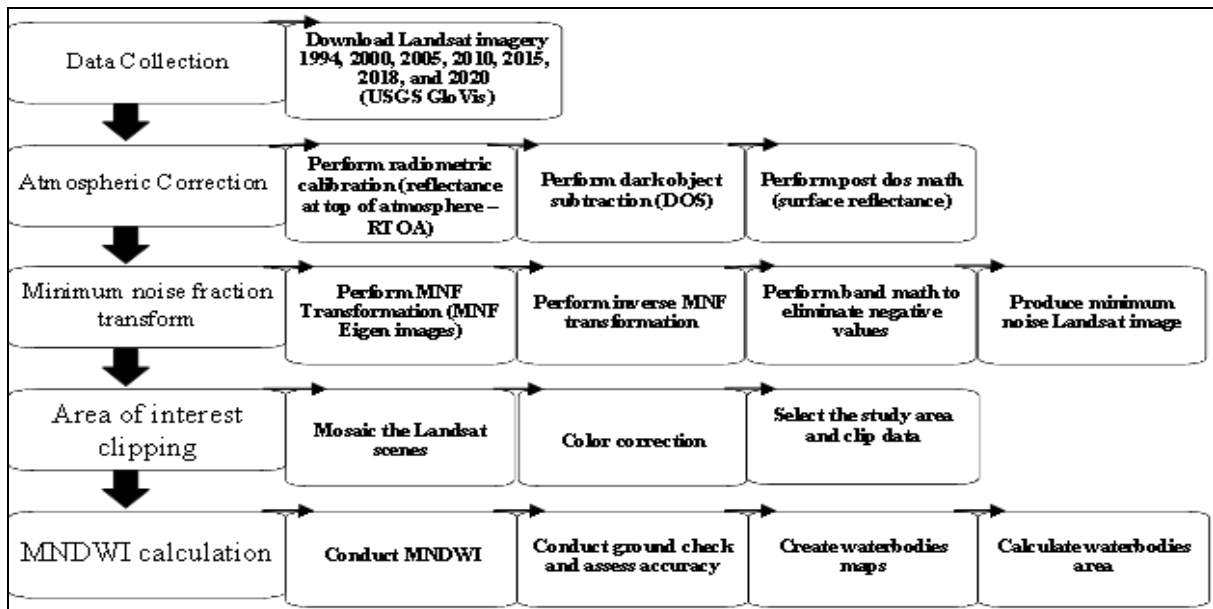 Data Collection
Download Landsat imagery
1994, 2000, 2005, 2010, 2015,
2018, and 2020
(USGS GloVis)
Atmospheric Correction
Perform radiometric
calibration (reflectance
at top of atmosphere –
RTOA)
Perform dark object
subtraction (DOS)
Perform post dos math
(surface reflectance)
Minimum noise fraction
transform
Perform MNF
Transformation (MNF
Eigen images)
Perform inverse MNF
transformation
Perform band math to
eliminate negative
values
Produce minimum
noise Landsat image
Area of interest
clipping
Mosaic the Landsat
scenes
Color correction
Select the study area
and clip data
MNDWI calculation
Conduct MNDWI
Conduct ground check
and assess accuracy
Create waterbodies
maps
Calculate waterbodies
area